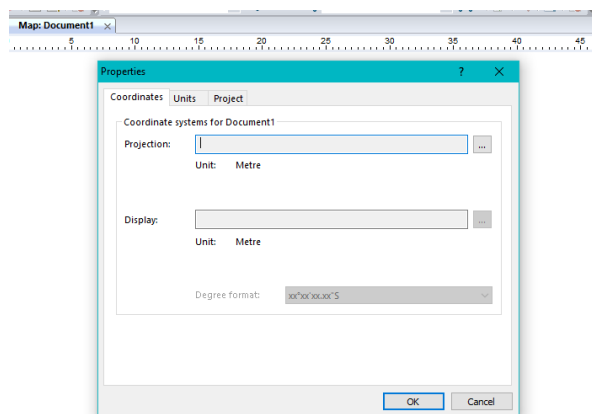 Map: Document1 ×
5 10 15 20 25 30 35 40 45
Properties ? ×
Coordinates Units Project
Coordinate systems for Document1
Projection: ...
Unit: Metre
Display: ...
Unit: Metre
Degree format: xx°xx'xx.xx"S
OK Cancel